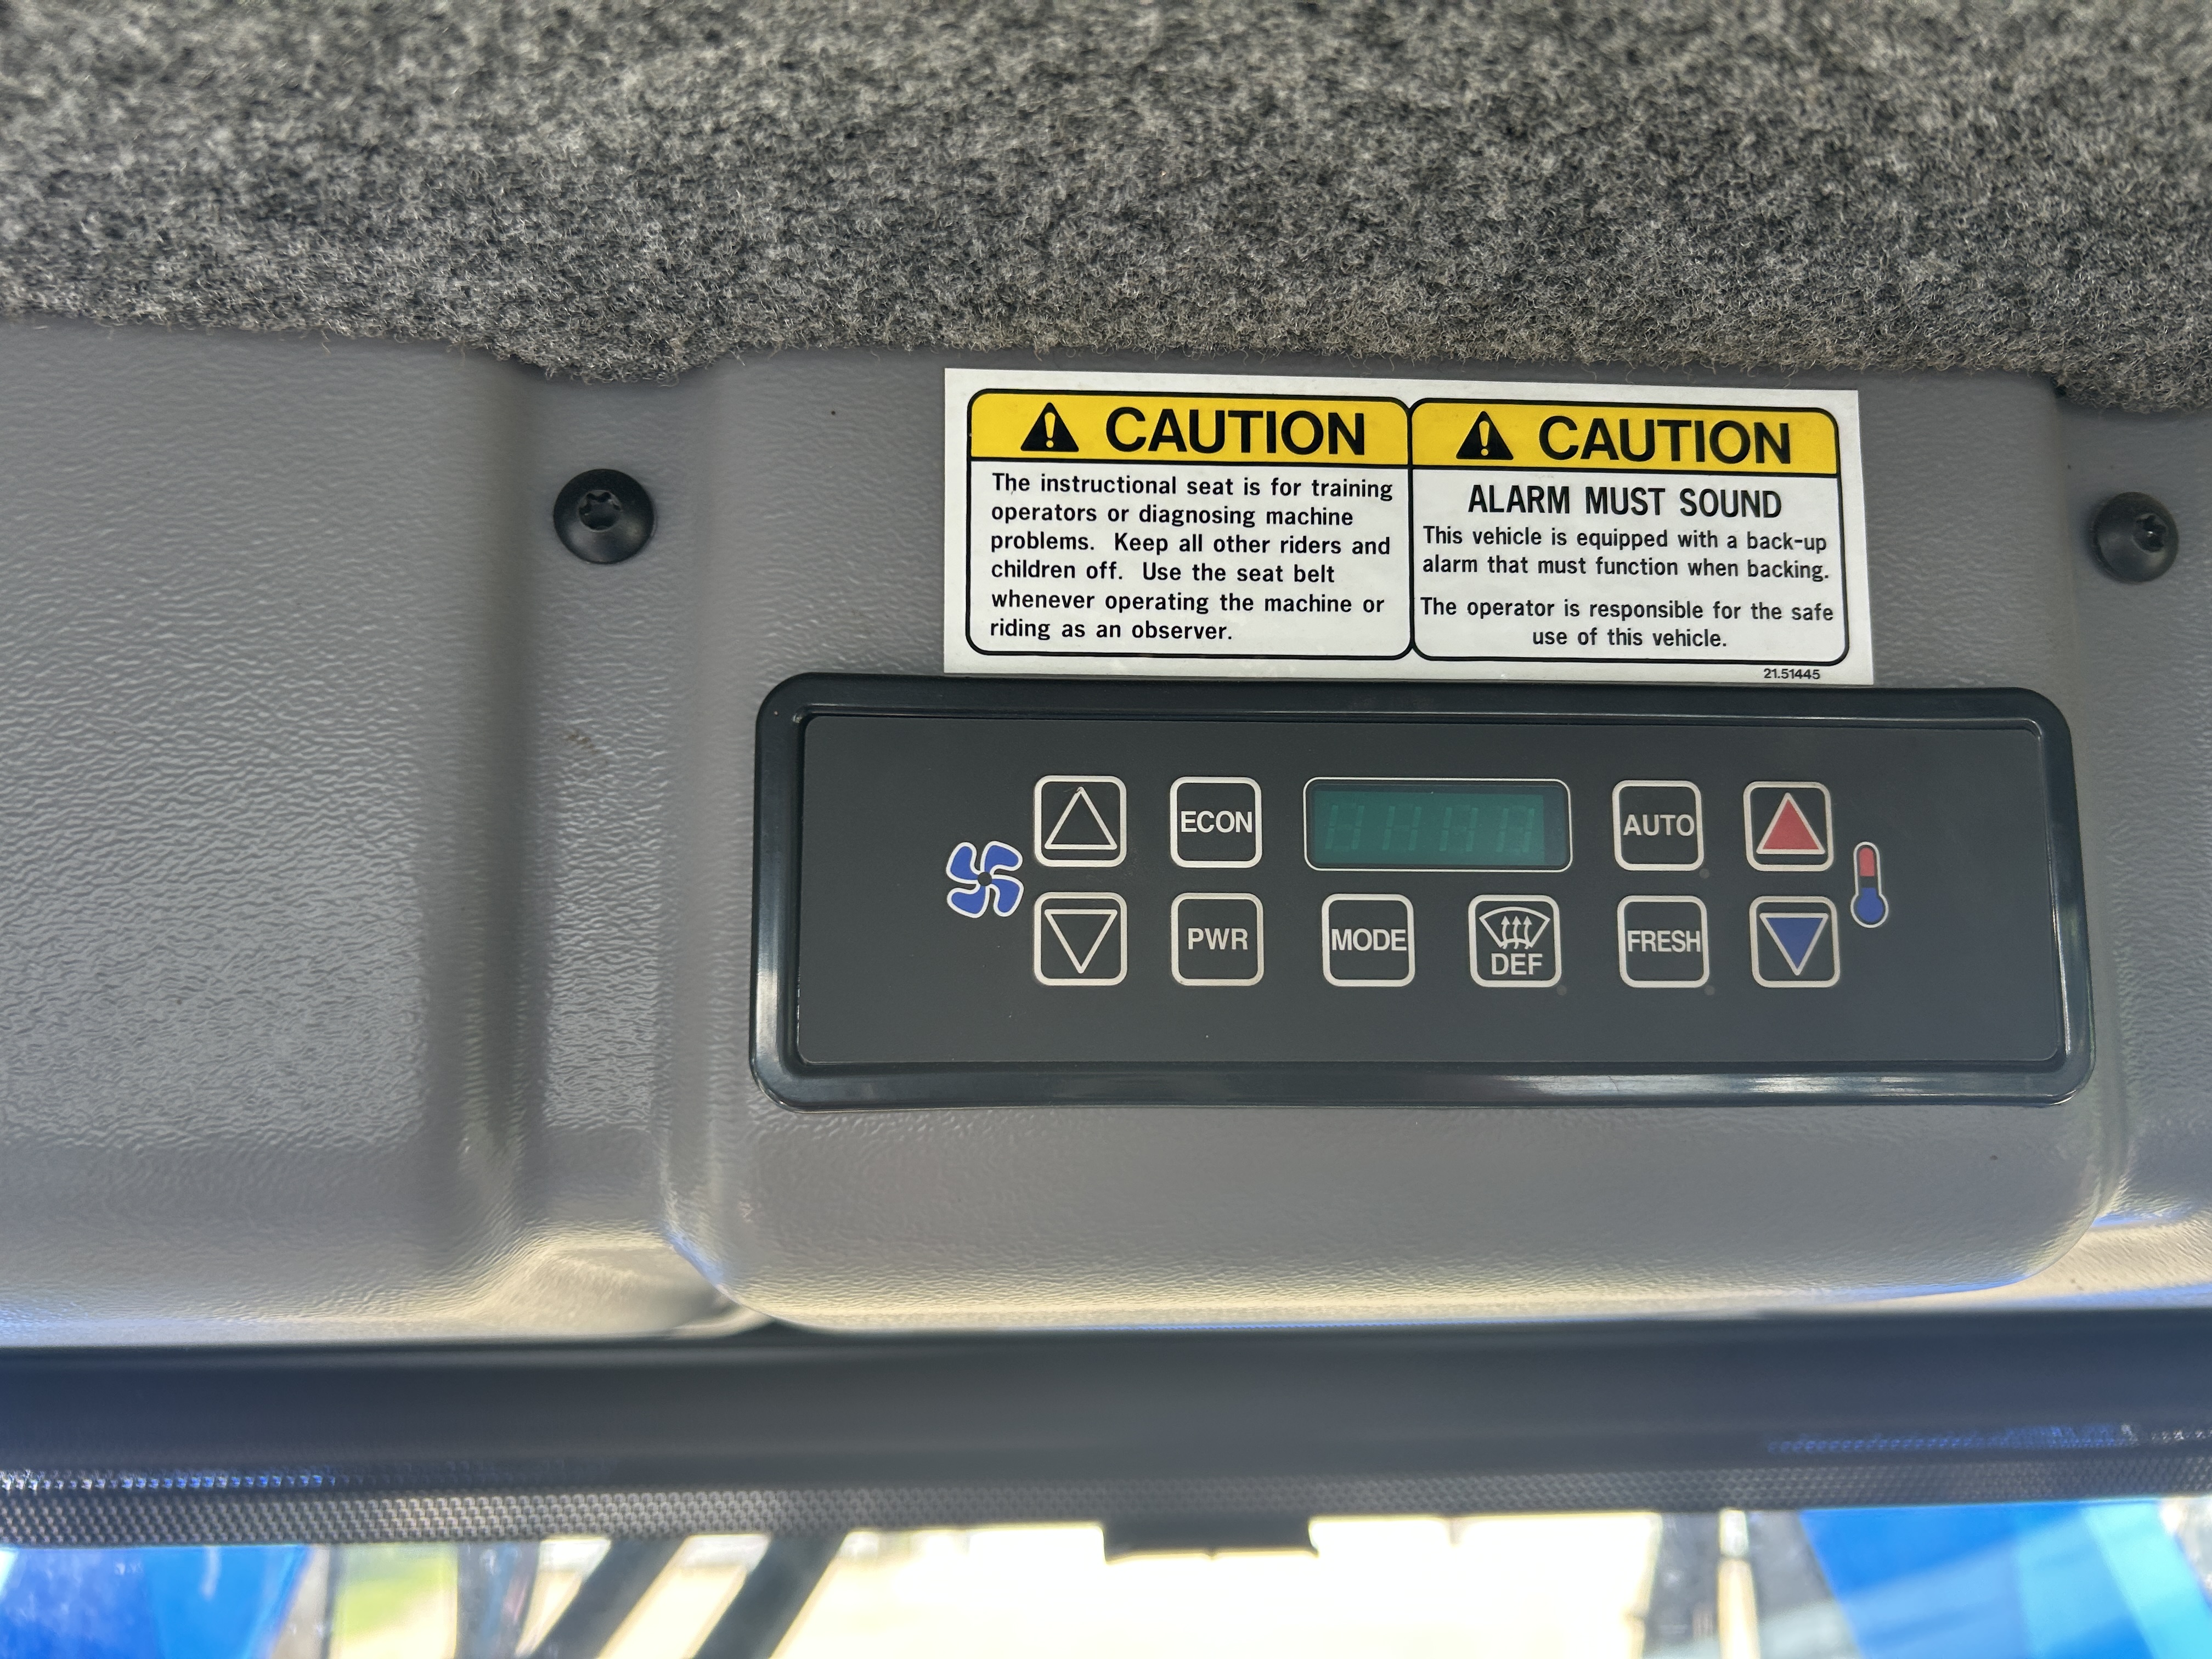 CAUTION
The instructional seat is for training
operators or diagnosing machine
problems. Keep all other riders and
children off. Use the seat belt
whenever operating the machine or
riding as an observer.
CAUTION
ALARM MUST SOUND
This vehicle is equipped with a back-up
alarm that must function when backing.
The operator is responsible for the safe
use of this vehicle.
21.51445
ECON
AUTO
PWR
MODE
DEF
FRESH